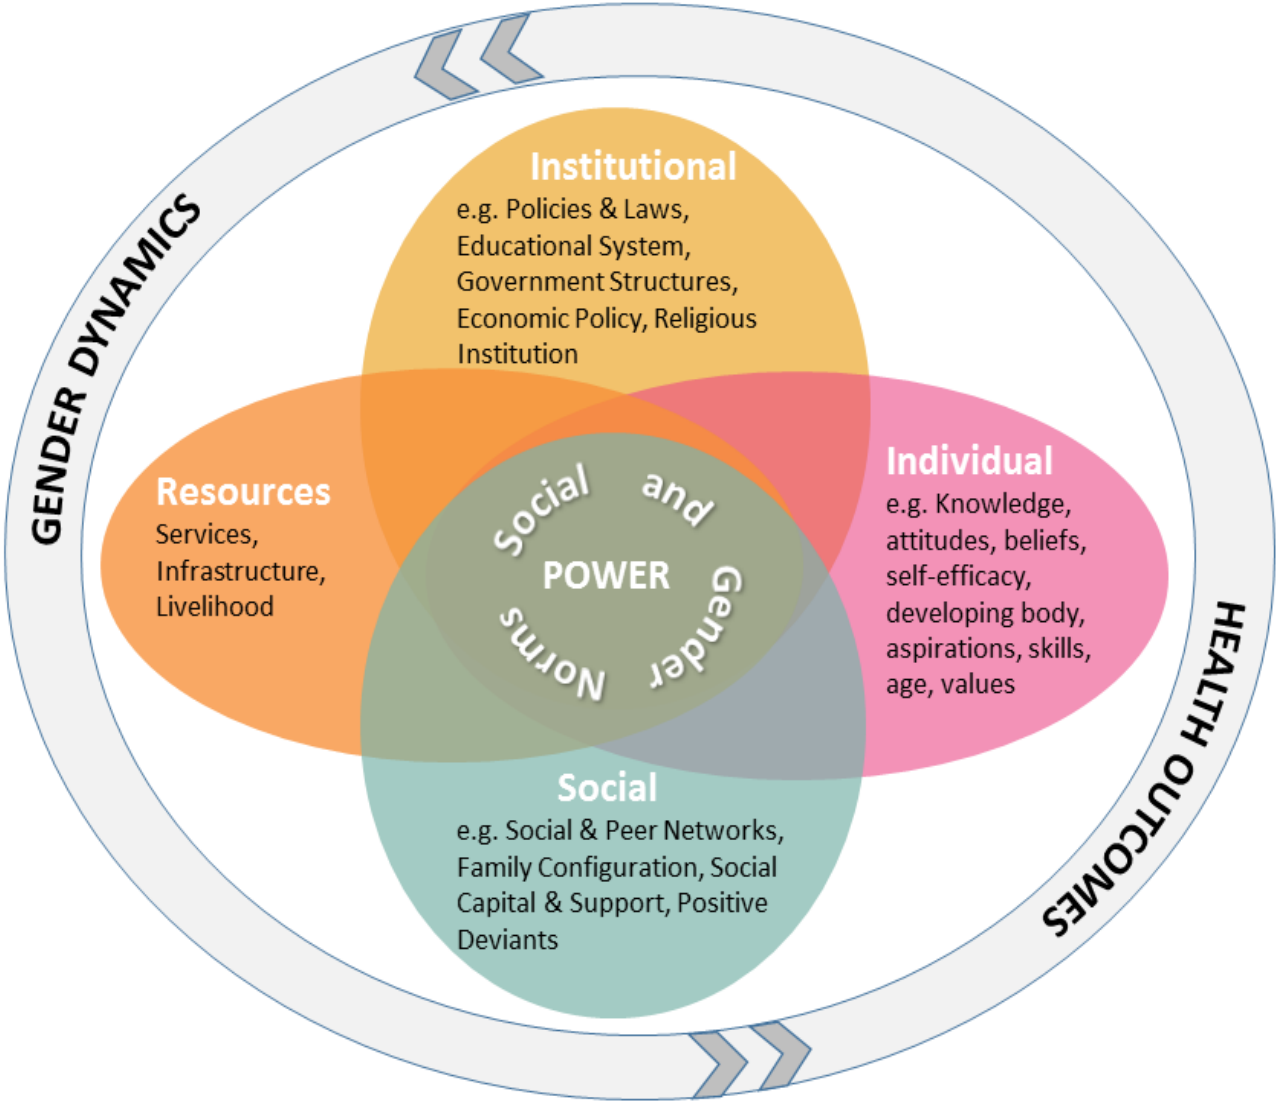 GENDER DYNAMICS
Institutional
e.g. Policies & Laws,
Educational System,
Government Structures,
Economic Policy, Religious
Institution
Resources
Services,
Infrastructure,
Livelihood
Social and Gender Norms
POWER
Individual
e.g. Knowledge,
attitudes, beliefs,
self-efficacy,
developing body,
aspirations, skills,
age, values
Social
e.g. Social & Peer Networks,
Family Configuration, Social
Capital & Support, Positive
Deviants
HEALTH OUTCOMES